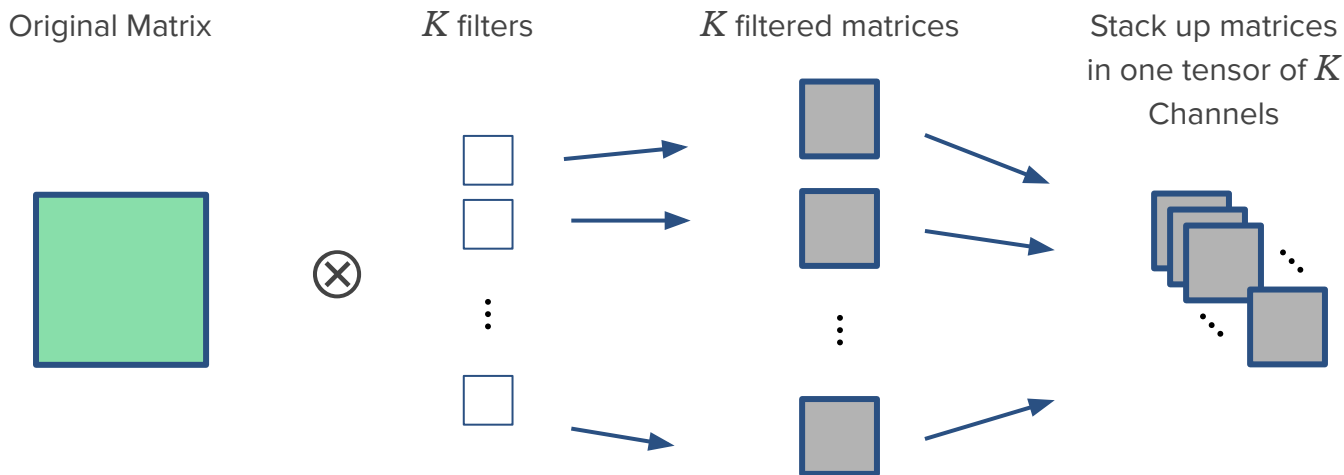 Original Matrix
K filters
K filtered matrices
Stack up matrices
in one tensor of K
Channels